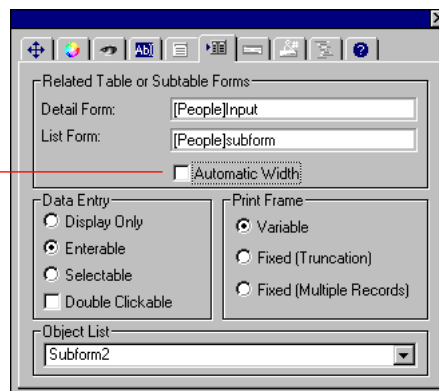 Related Table or Subtable Forms
Detail Form: [People]Input
List Form: [People]subform
Automatic Width
Data Entry
Display Only
Enterable
Selectable
Double Clickable
Print Frame
Variable
Fixed (Truncation)
Fixed (Multiple Records)
Object List
Subform2